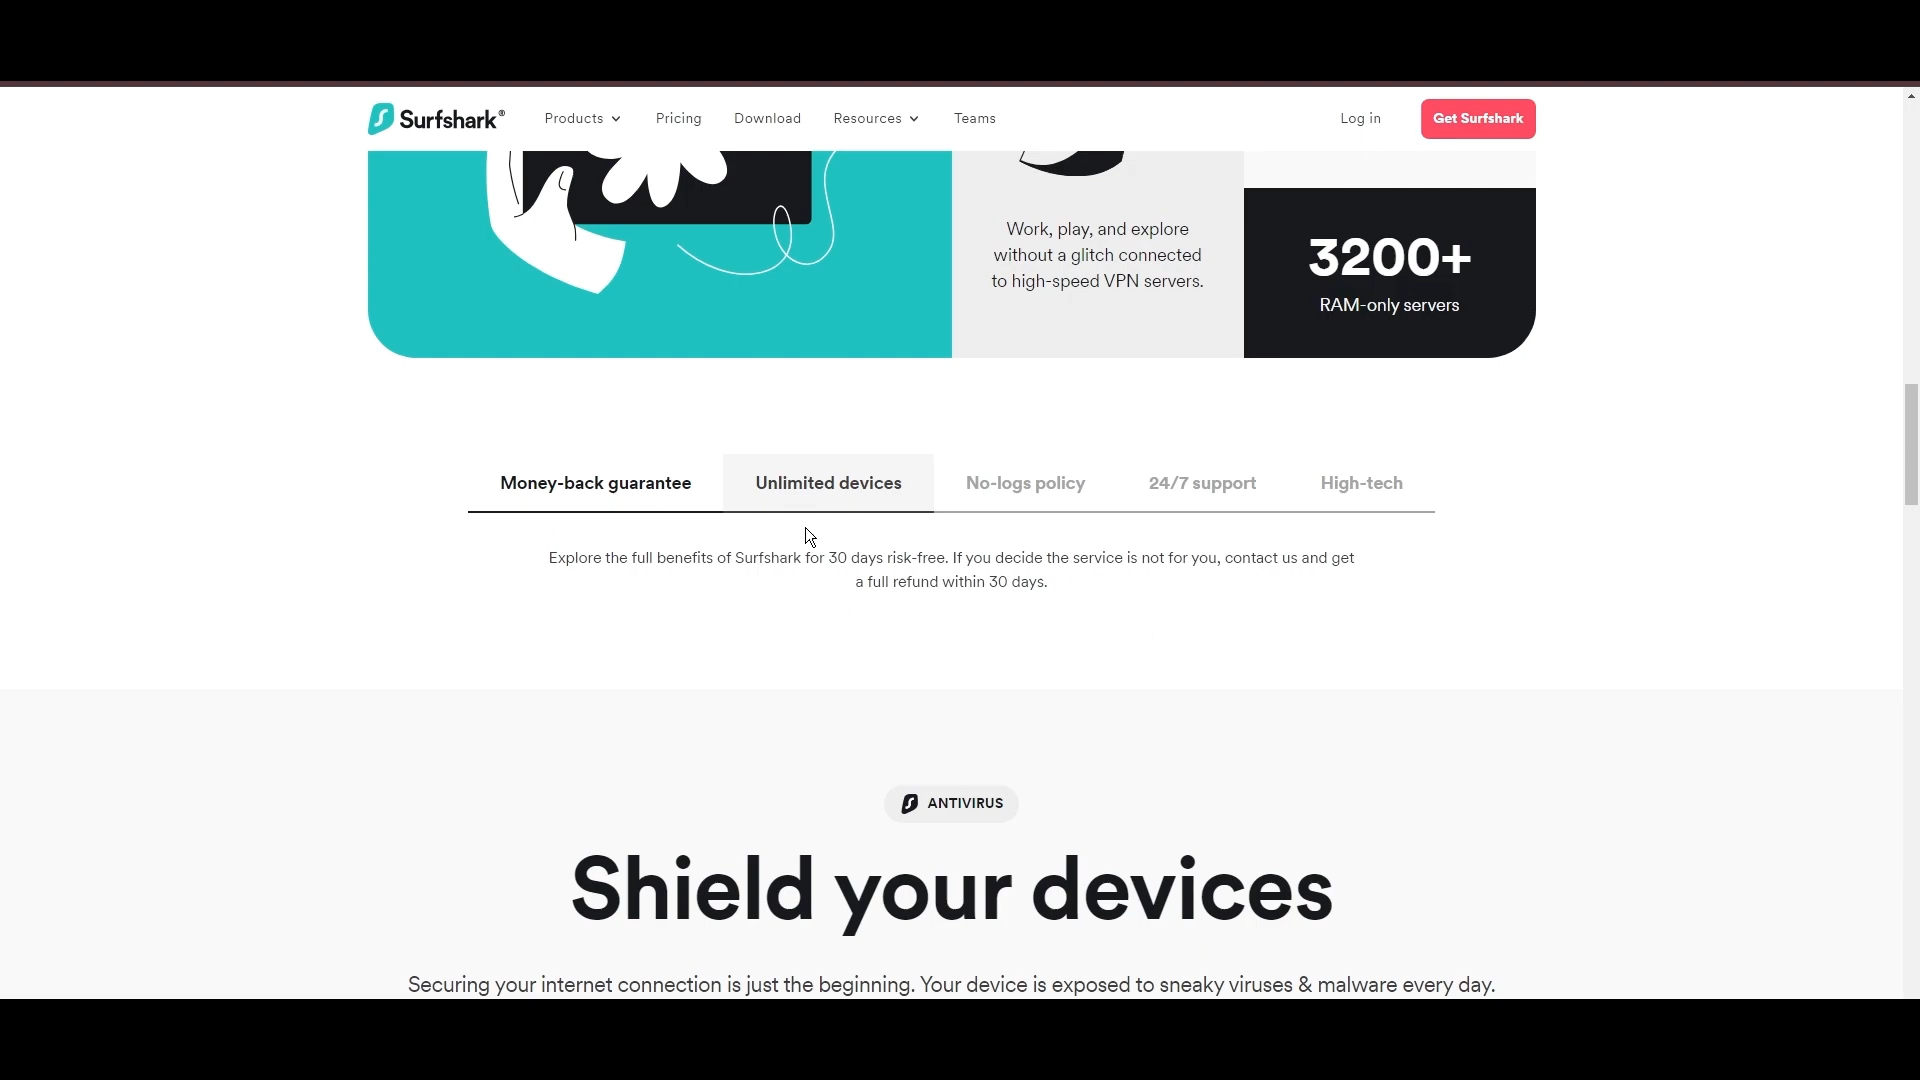 Surfshark®
Products
Pricing
Download
Resources
Teams
Log in
Get Surfshark
Work, play, and explore
without a glitch connected
to high-speed VPN servers.
3200+
RAM-only servers
Money-back guarantee
Unlimited devices
No-logs policy
24/7 support
High-tech
Explore the full benefits of Surfshark for 30 days risk-free. If you decide the service is not for you, contact us and get
a full refund within 30 days.
ANTIVIRUS
Shield your devices
Securing your internet connection is just the beginning. Your device is exposed to sneaky viruses & malware every day.